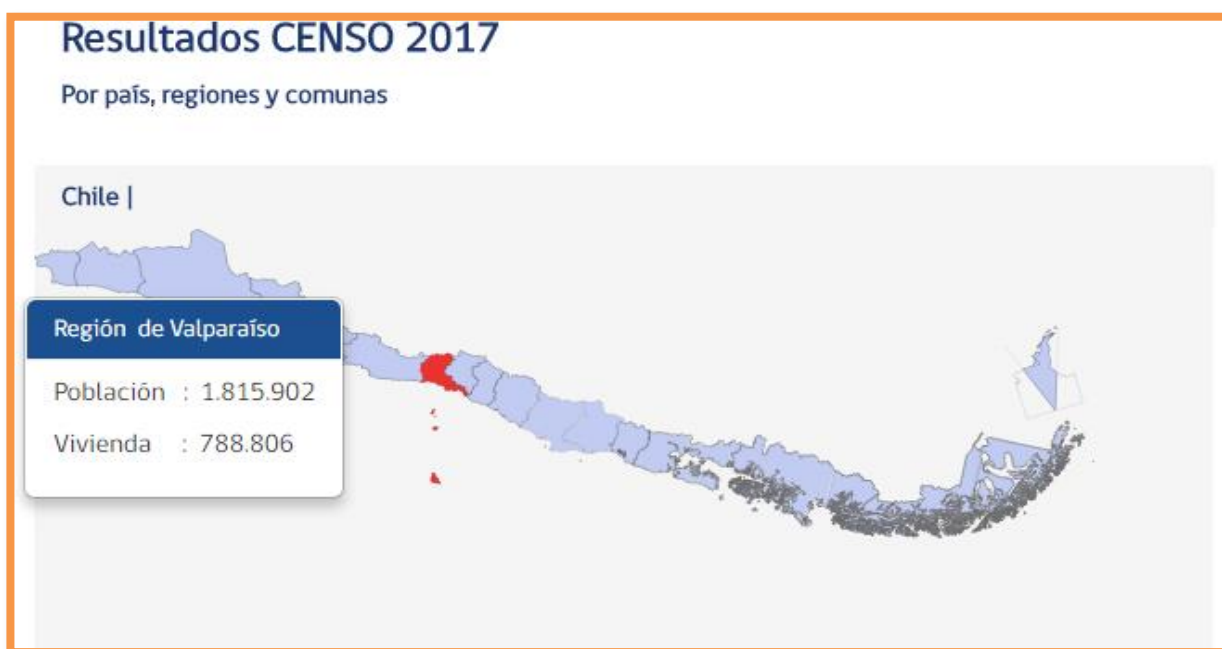 Resultados CENSO 2017
Por país, regiones y comunas
Chile |
Región de Valparaíso
Población : 1.815.902
Vivienda : 788.806